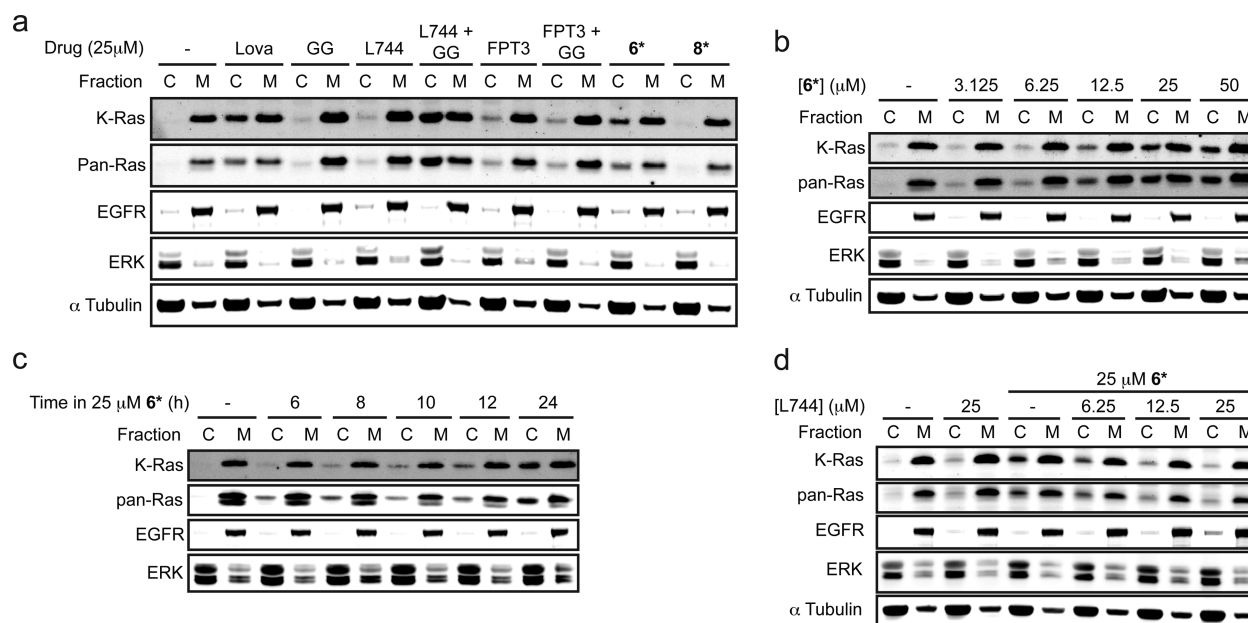 a
Drug (25μM) - Lova GG L744 L744 + GG FPT3 FPT3 + GG 6* 8*
Fraction C M C M C M C M C M C M C M C M C M
K-Ras
Pan-Ras
EGFR
ERK
α Tubulin
b
[6*] (μM) - 3.125 6.25 12.5 25 50
Fraction C M C M C M C M C M C M
K-Ras
pan-Ras
EGFR
ERK
α Tubulin
c
Time in 25 μM 6* (h) - 6 8 10 12 24
Fraction C M C M C M C M C M C M
K-Ras
pan-Ras
EGFR
ERK
d
25 μM 6*
[L744] (μM) - 25 - 6.25 12.5 25
Fraction C M C M C M C M C M C M
K-Ras
pan-Ras
EGFR
ERK
α Tubulin